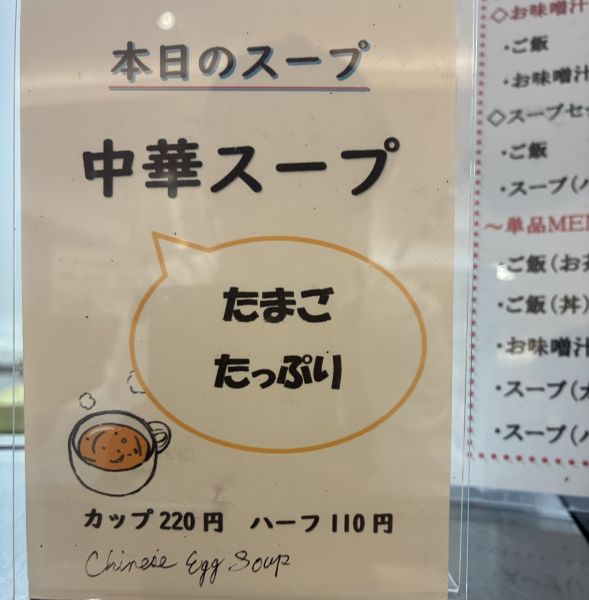 本日のスープ
中華スープ
たまご
たっぷり
カップ220円 ハーフ110円
Chinese Egg Soup
◇お味噌汁
・ご飯
・お味噌汁
◇スープセ
・ご飯
・スープ(
～単品MEN
・ご飯(お茶
・ご飯(丼)
・お味噌汁
・スープ(
・スープ(